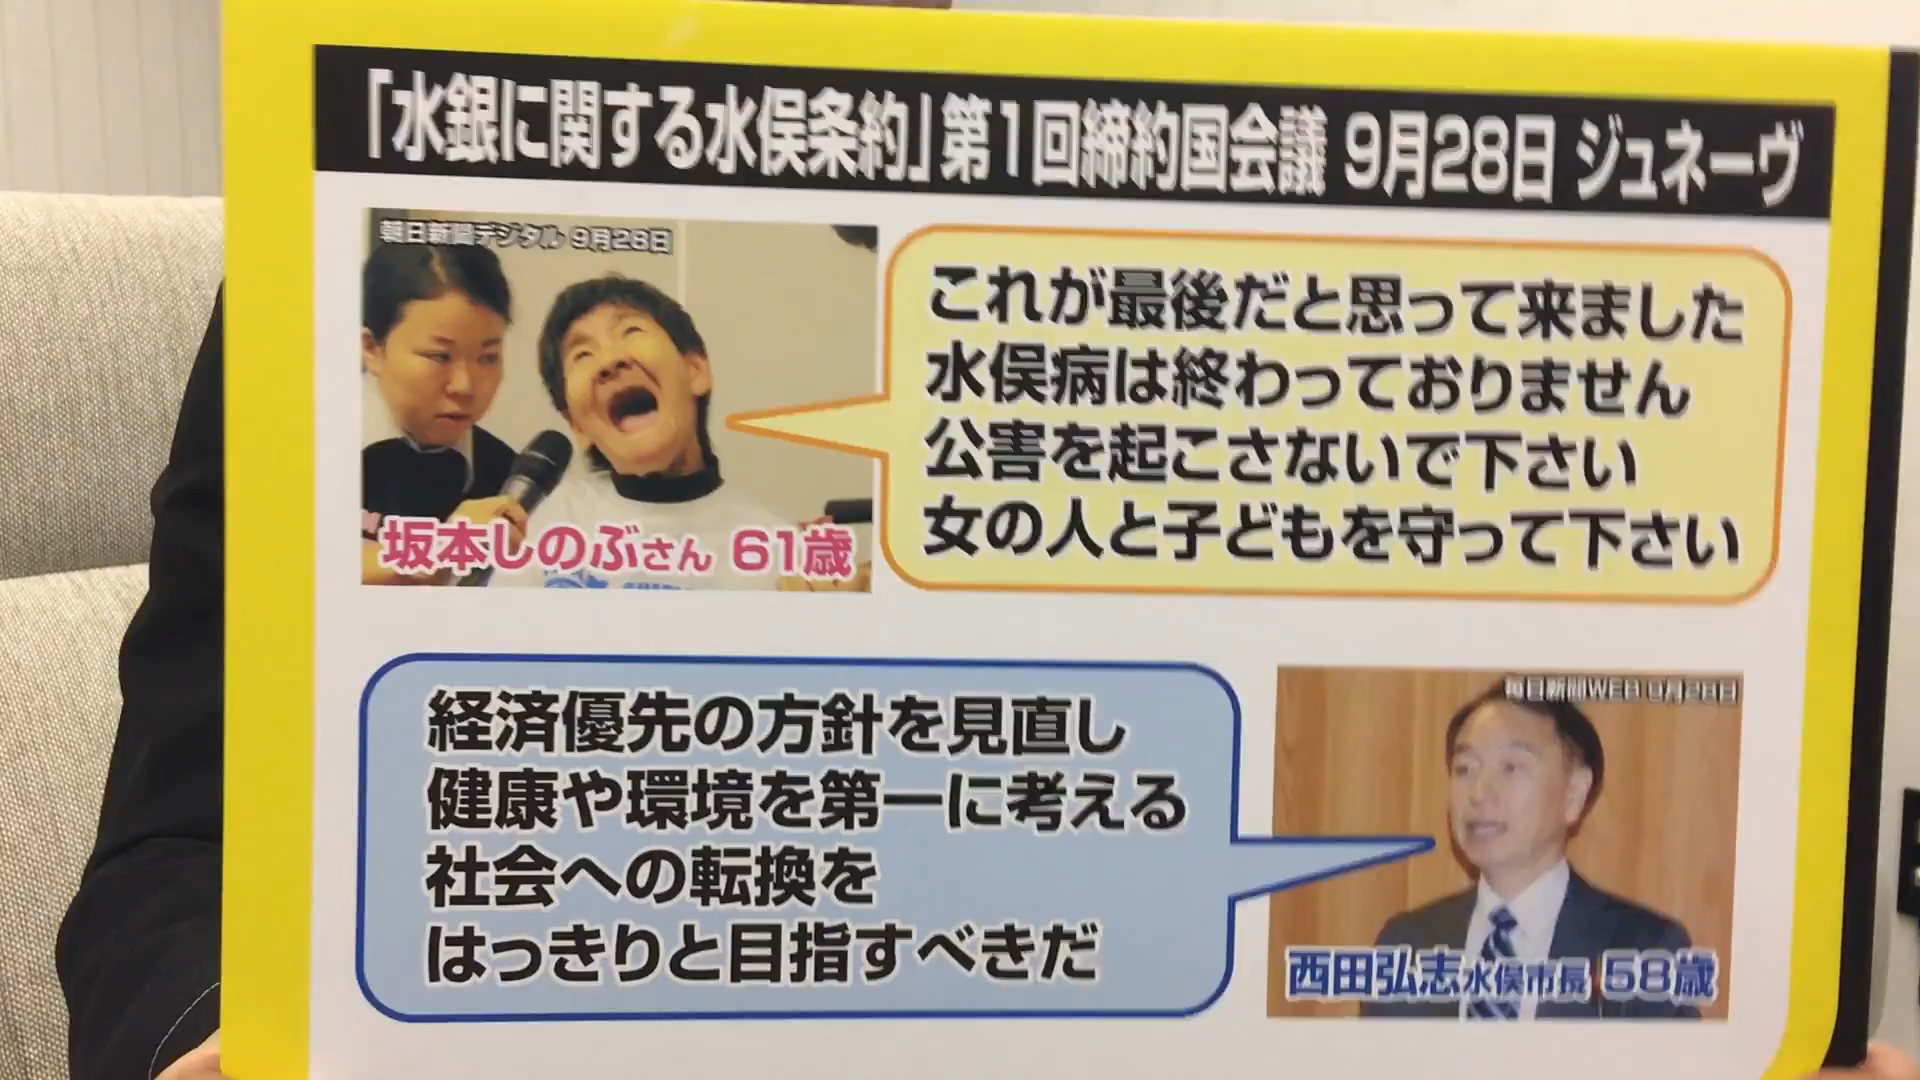 「水銀に関する水俣条約」第1回締約国会議 9月28日 ジュネーヴ
朝日新聞デジタル 9月28日
坂本しのぶさん 61歳
これが最後だと思って来ました
水俣病は終わっておりません
公害を起こさないで下さい
女の人と子どもを守って下さい
経済優先の方針を見直し
健康や環境を第一に考える
社会への転換を
はっきりと目指すべきだ
毎日新聞WEB 9月28日
西田弘志水俣市長 58歳